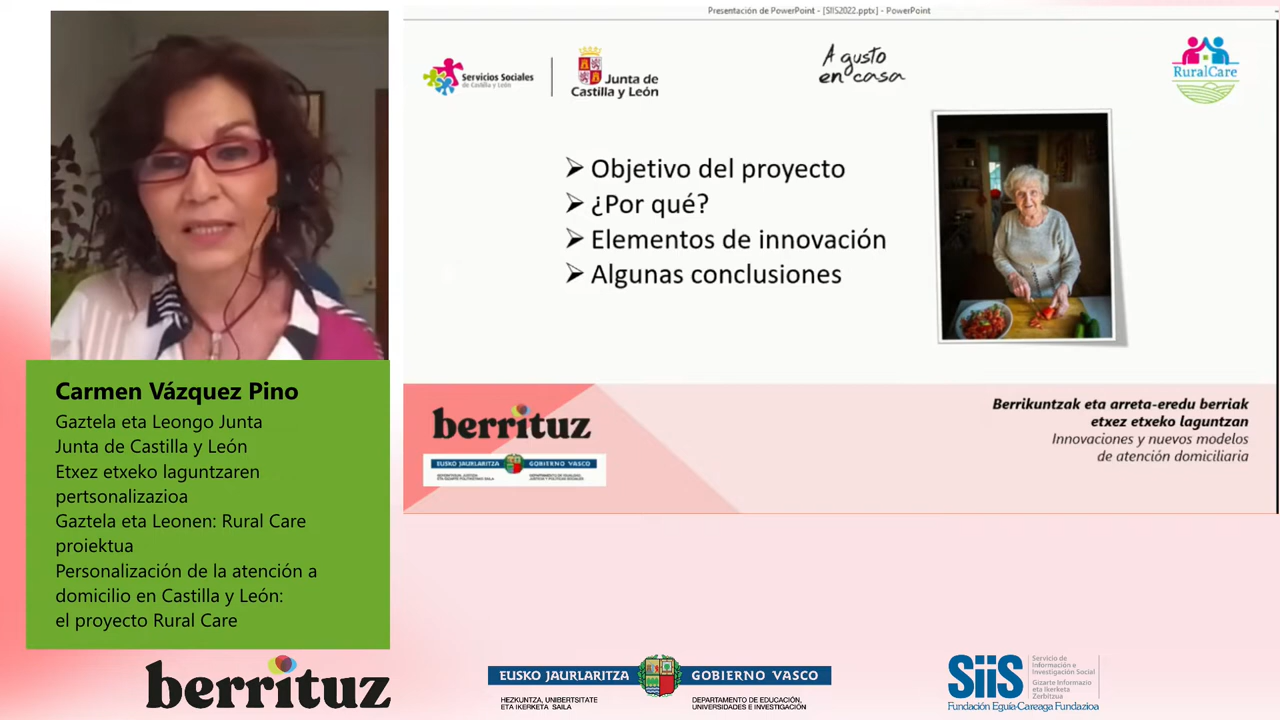 Presentación de PowerPoint - [SIIS2022.pptx] - PowerPoint
Servicios Sociales
de Castilla y León
Junta de
Castilla y León
A gusto
en casa
RuralCare
➢ Objetivo del proyecto
➢ ¿Por qué?
➢ Elementos de innovación
➢ Algunas conclusiones
berrituz
EUSKO JAURLARITZA
GOBIERNO VASCO
Berrikuntzak eta arreta-eredu berriak
etxez etxeko laguntzan
Innovaciones y nuevos modelos
de atención domiciliaria
Carmen Vázquez Pino
Gaztela eta Leongo Junta
Junta de Castilla y León
Etxez etxeko laguntzaren
pertsonalizazioa
Gaztela eta Leonen: Rural Care
proiektua
Personalización de la atención a
domicilio en Castilla y León:
el proyecto Rural Care
berrituz
EUSKO JAURLARITZA
GOBIERNO VASCO
HEZKUNTZA, UNIBERTSITATE
ETA IKERKETA SAILA
DEPARTAMENTO DE EDUCACIÓN,
UNIVERSIDADES E INVESTIGACIÓN
SiiS
Servicio de
Información e
Investigación Social
Gizarte Informazio
eta Ikerketa
Zerbitzua
Fundación Eguía-Careaga Fundazioa